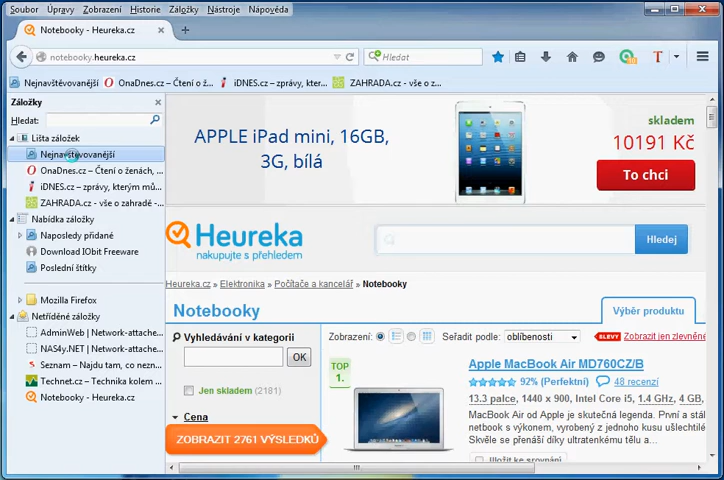 Soubor Úpravy Zobrazení Historie Záložky Nástroje Nápověda
Notebooky - Heureka.cz
notebooky.heureka.cz
Hledat
Nejnavštěvovanější OnaDnes.cz – Čtení o ž... iDNES.cz – zprávy, kter... ZAHRADA.cz - vše o z...
Záložky
Hledat:
Lišta záložek
Nejnavštěvovanější
OnaDnes.cz – Čtení o ženách, ...
iDNES.cz – zprávy, kterým mů...
ZAHRADA.cz - vše o zahradě - ...
Nabídka záložky
Naposledy přidané
Download IObit Freeware
Poslední štítky
Mozilla Firefox
Netříděné záložky
AdminWeb | Network-attache...
NAS4y.NET | Network-attache...
Seznam – Najdu tam, co nezn...
Technet.cz – Technika kolem ...
Notebooky - Heureka.cz
APPLE iPad mini, 16GB,
3G, bílá
skladem
10191 Kč
To chci
Heureka
nakupujte s přehledem
Hledej
Heureka.cz » Elektronika » Počítače a kancelář » Notebooky
Notebooky
Výběr produktu
Vyhledávání v kategorii
OK
Jen skladem (2181)
Cena
ZOBRAZIT 2761 VÝSLEDKŮ
Zobrazení: Seřadit podle: oblíbenosti SLEVY Zobrazit jen zlevněné
TOP
1.
Apple MacBook Air MD760CZ/B
92% (Perfektní) 48 recenzí
13.3 palce, 1440 x 900, Intel Core i5, 1.4 GHz, 4 GB,
MacBook Air od Apple je skutečná legenda. První a stál
netbook s výkonem, vyrobený z jednoho kusu ušlechtilé
Skvěle se přenáší díky ultratenkému tělu a...
Uložit ke srovnání